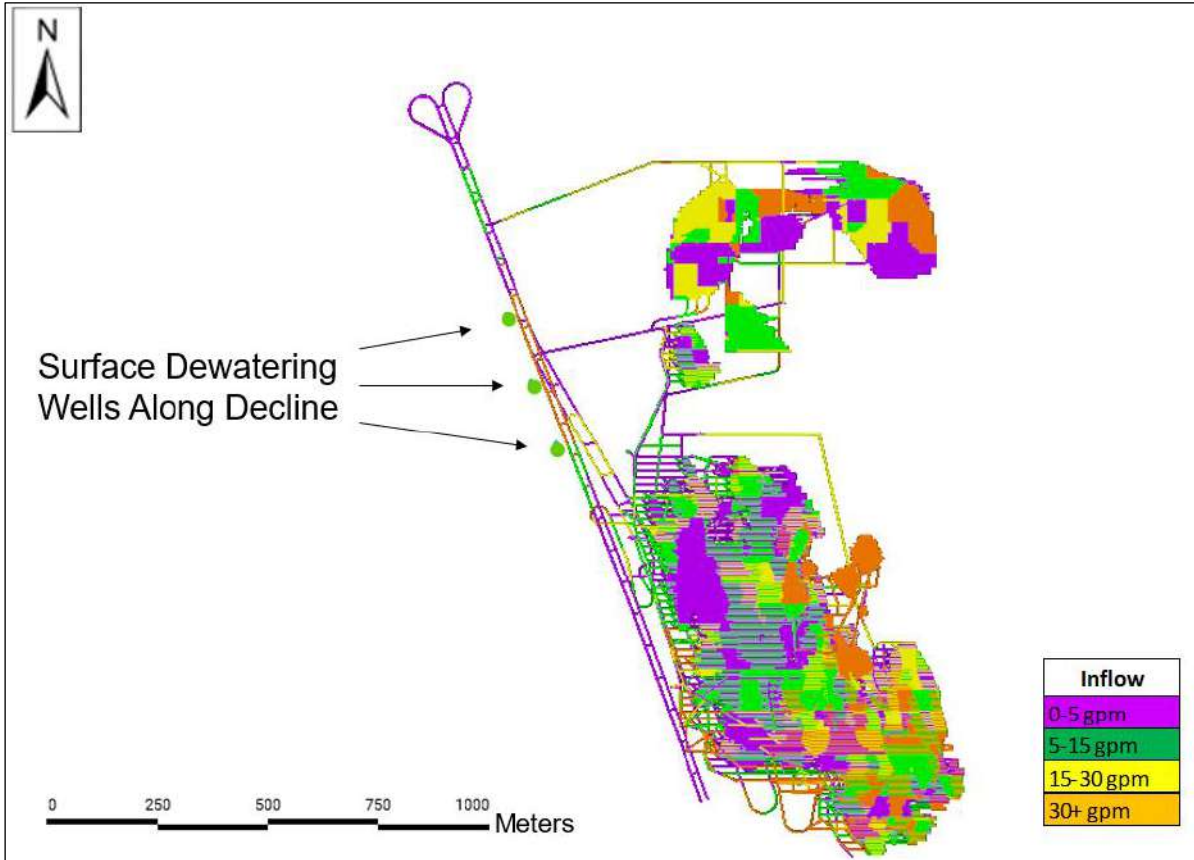 N
Surface Dewatering
Wells Along Decline
Inflow
0-5 gpm
5-15 gpm
15-30 gpm
30+ gpm
0 250 500 750 1000
Meters